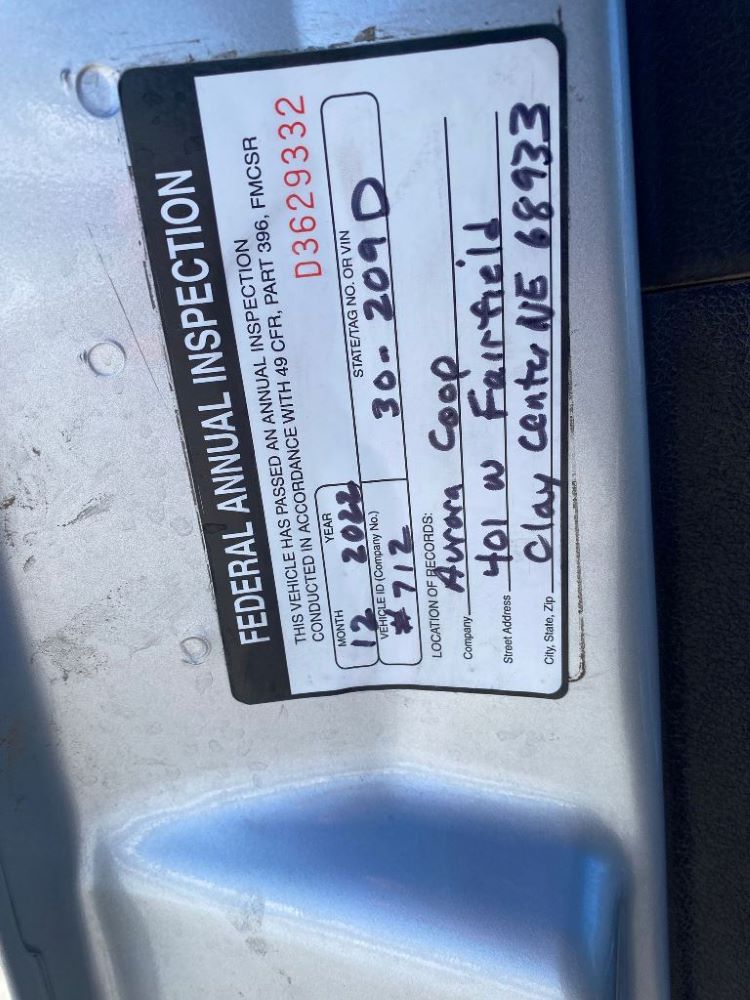 FEDERAL ANNUAL INSPECTION
THIS VEHICLE HAS PASSED AN ANNUAL INSPECTION
CONDUCTED IN ACCORDANCE WITH 49 CFR, PART 396, FMCSR
D3629332
MONTH YEAR
12 2022
STATE/TAG NO. OR VIN
30-209D
VEHICLE ID (Company No.)
#712
LOCATION OF RECORDS:
Company Aurora Coop
Street Address 401 W Fairfield
City, State, Zip Clay Center NE 68933